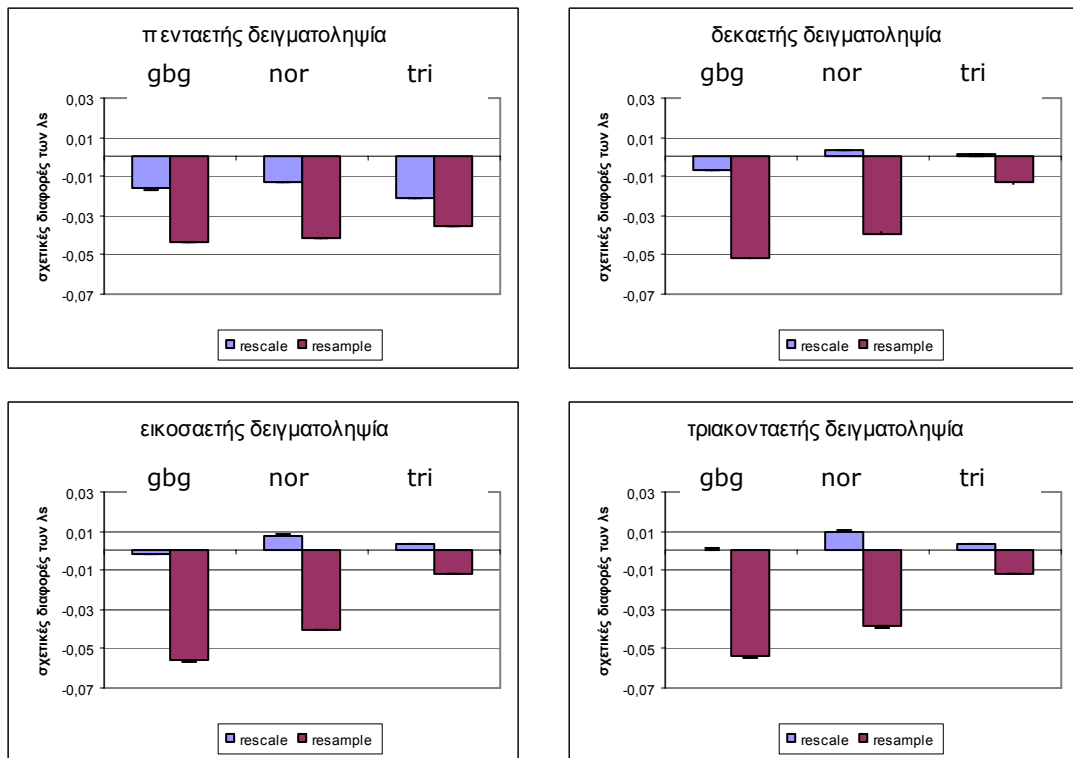 π ενταετής δειγματοληψία
gbg nor tri
0,03
0,01
-0,01
-0,03
-0,05
-0,07
σχετικές διαφορές των λs
rescale resample
δεκαετής δειγματοληψία
gbg nor tri
0,03
0,01
-0,01
-0,03
-0,05
-0,07
σχετικές διαφορές των λs
rescale resample
εικοσαετής δειγματοληψία
gbg nor tri
0,03
0,01
-0,01
-0,03
-0,05
-0,07
σχετικές διαφορές των λs
rescale resample
τριακονταετής δειγματοληψία
gbg nor tri
0,03
0,01
-0,01
-0,03
-0,05
-0,07
σχετικές διαφορές των λs
rescale resample